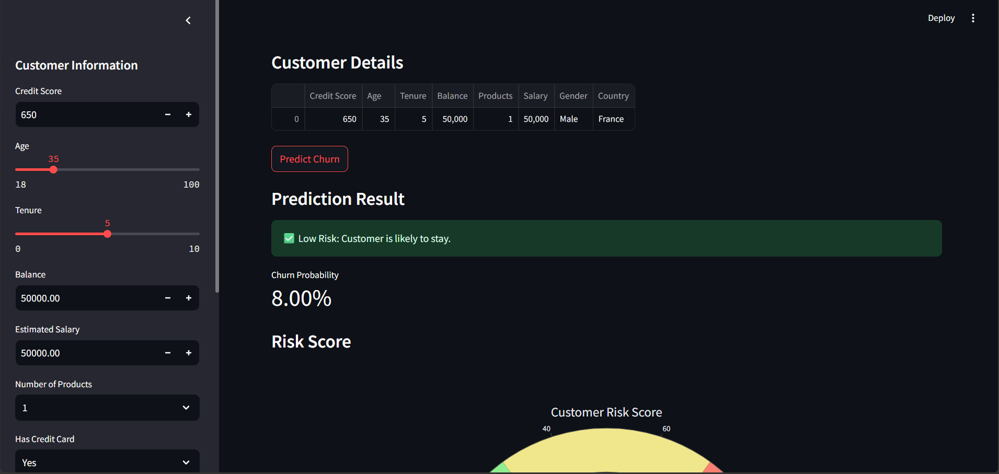 Deploy
Customer Information
Credit Score
650
Age
35
18 100
Tenure
5
0 10
Balance
50000.00
Estimated Salary
50000.00
Number of Products
1
Has Credit Card
Yes
Customer Details
Credit Score Age Tenure Balance Products Salary Gender Country
0 650 35 5 50,000 1 50,000 Male France
Predict Churn
Prediction Result
✅ Low Risk: Customer is likely to stay.
Churn Probability
8.00%
Risk Score
Customer Risk Score
40 60